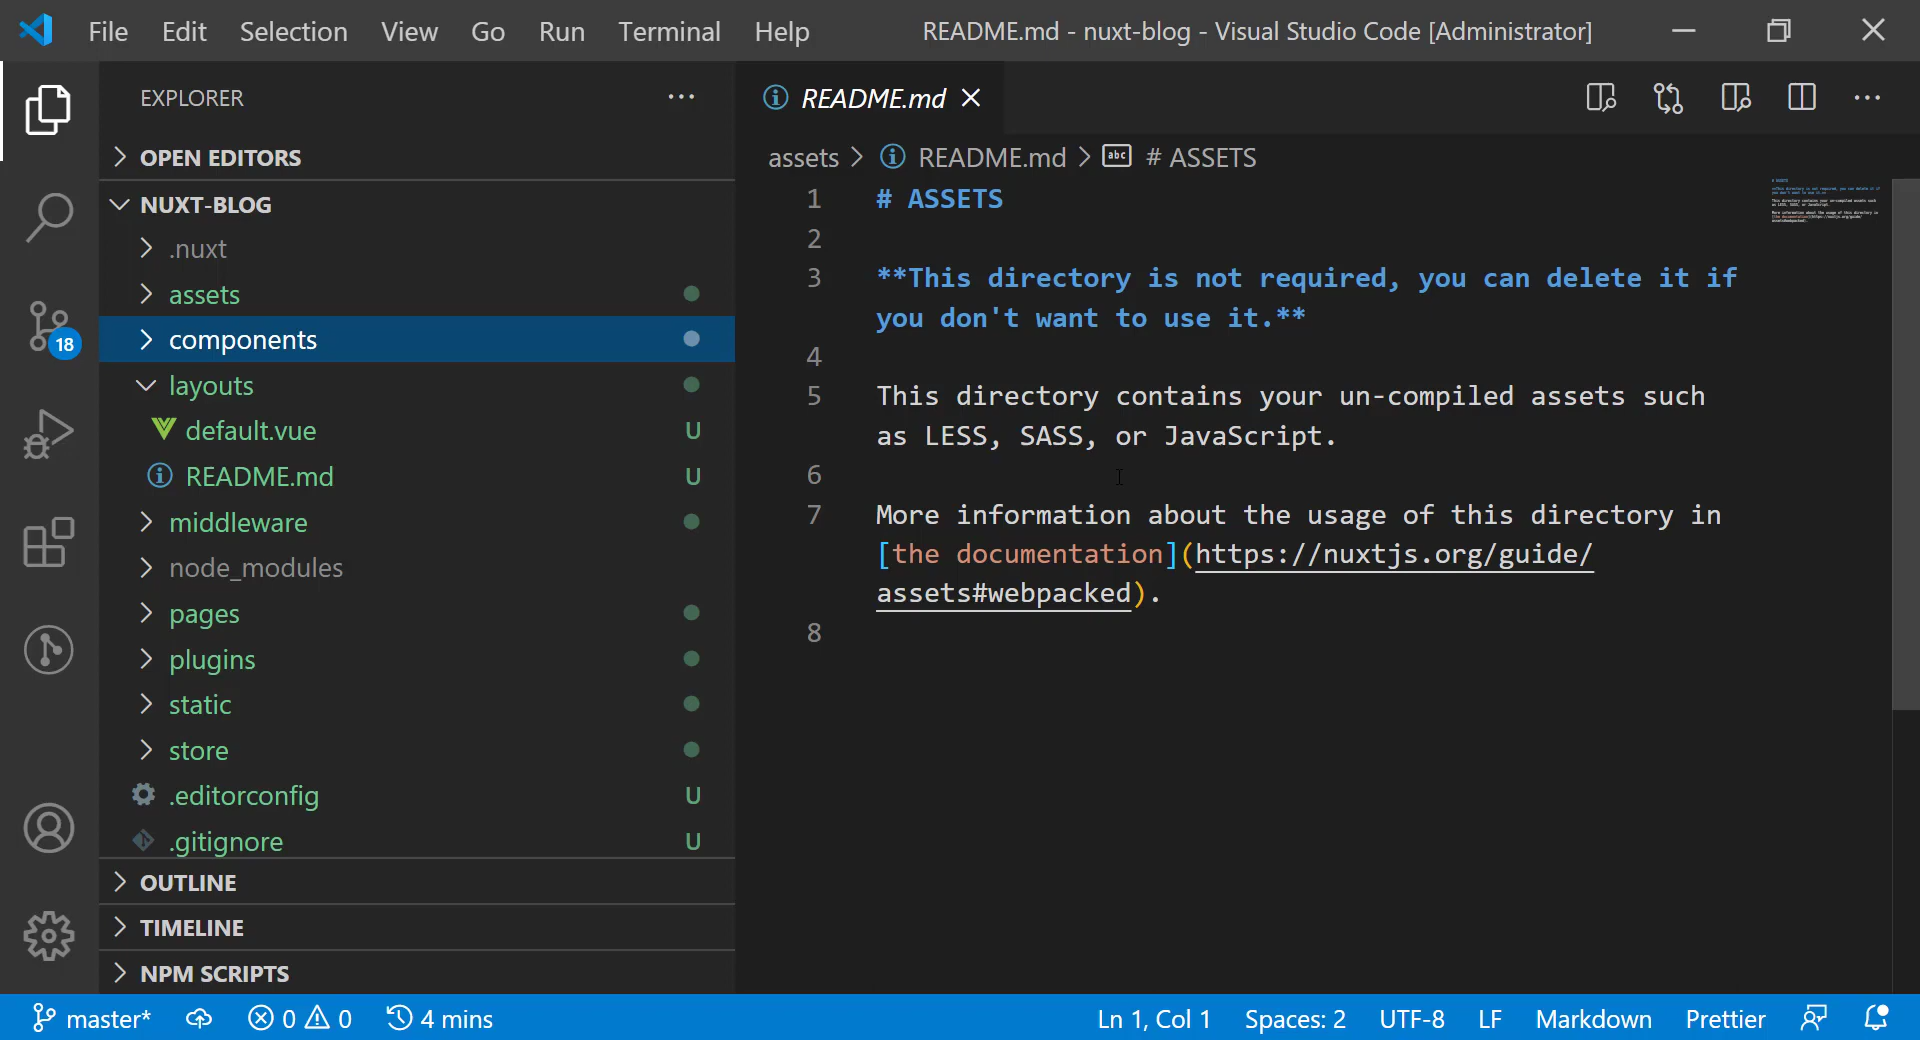 File Edit Selection View Go Run Terminal Help README.md - nuxt-blog - Visual Studio Code [Administrator]
EXPLORER
OPEN EDITORS
NUXT-BLOG
.nuxt
assets
components
layouts
default.vue U
README.md U
middleware
node_modules
pages
plugins
static
store
.editorconfig U
.gitignore U
OUTLINE
TIMELINE
NPM SCRIPTS
18
README.md
assets > README.md > abc # ASSETS
1 # ASSETS
2
3 **This directory is not required, you can delete it if
you don't want to use it.**
4
5 This directory contains your un-compiled assets such
as LESS, SASS, or JavaScript.
6
7 More information about the usage of this directory in
[the documentation](https://nuxtjs.org/guide/
assets#webpacked).
8
master* 0 0 4 mins Ln 1, Col 1 Spaces: 2 UTF-8 LF Markdown Prettier